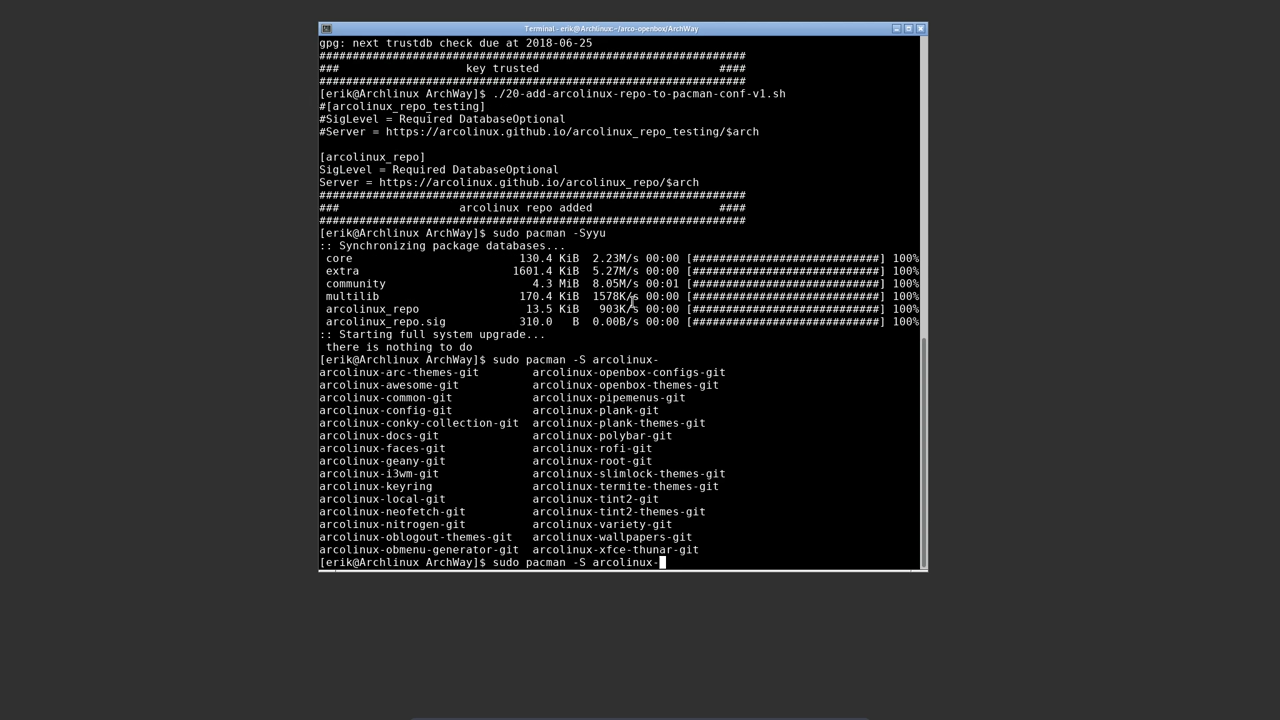 Terminal - erik@Archlinux:~/arco-openbox/ArchWay
gpg: next trustdb check due at 2018-06-25
################################################################
###                   key trusted                           ####
################################################################
[erik@Archlinux ArchWay]$ ./20-add-arcolinux-repo-to-pacman-conf-v1.sh
#[arcolinux_repo_testing]
#SigLevel = Required DatabaseOptional
#Server = https://arcolinux.github.io/arcolinux_repo_testing/$arch
[arcolinux_repo]
SigLevel = Required DatabaseOptional
Server = https://arcolinux.github.io/arcolinux_repo/$arch
################################################################
###                  arcolinux repo added                   ####
################################################################
[erik@Archlinux ArchWay]$ sudo pacman -Syyu
:: Synchronizing package databases...
core                         130.4 KiB  2.23M/s 00:00 [############################] 100%
extra                       1601.4 KiB  5.27M/s 00:00 [############################] 100%
community                      4.3 MiB  8.05M/s 00:01 [############################] 100%
multilib                     170.4 KiB  1578K/s 00:00 [############################] 100%
arcolinux_repo                13.5 KiB   903K/s 00:00 [############################] 100%
arcolinux_repo.sig           310.0   B  0.00B/s 00:00 [############################] 100%
:: Starting full system upgrade...
there is nothing to do
[erik@Archlinux ArchWay]$ sudo pacman -S arcolinux-
arcolinux-arc-themes-git        arcolinux-openbox-configs-git
arcolinux-awesome-git           arcolinux-openbox-themes-git
arcolinux-common-git            arcolinux-pipemenus-git
arcolinux-config-git            arcolinux-plank-git
arcolinux-conky-collection-git  arcolinux-plank-themes-git
arcolinux-docs-git              arcolinux-polybar-git
arcolinux-faces-git             arcolinux-rofi-git
arcolinux-geany-git             arcolinux-root-git
arcolinux-i3wm-git              arcolinux-slimlock-themes-git
arcolinux-keyring               arcolinux-termite-themes-git
arcolinux-local-git             arcolinux-tint2-git
arcolinux-neofetch-git          arcolinux-tint2-themes-git
arcolinux-nitrogen-git          arcolinux-variety-git
arcolinux-oblogout-themes-git   arcolinux-wallpapers-git
arcolinux-obmenu-generator-git  arcolinux-xfce-thunar-git
[erik@Archlinux ArchWay]$ sudo pacman -S arcolinux-